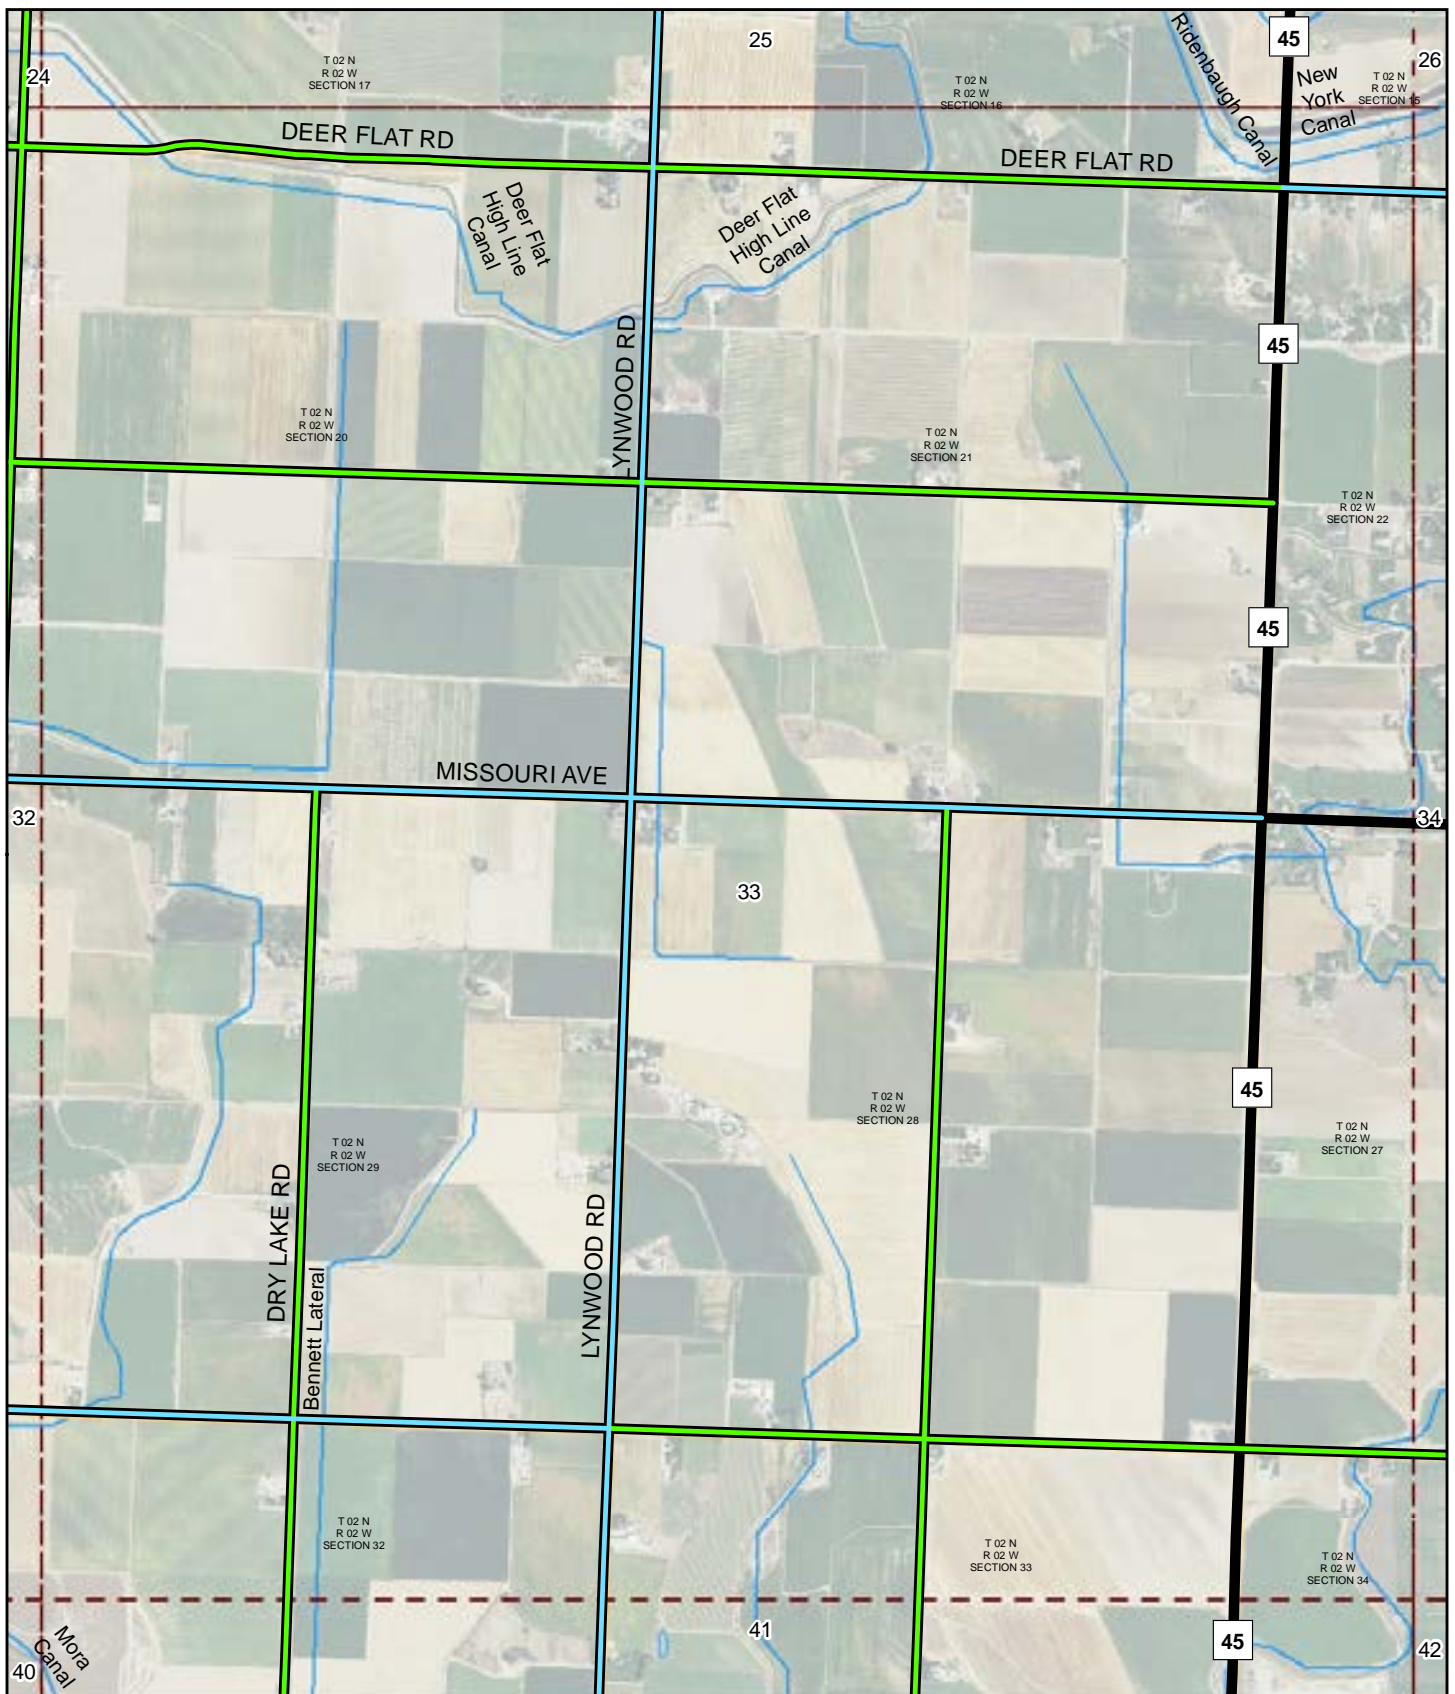 25
45
26
24
T 02 N
R 02 W
SECTION 17
T 02 N
R 02 W
SECTION 16
Ridenbaugh Canal
New
York
Canal
T 02 N
R 02 W
SECTION 15
DEER FLAT RD
DEER FLAT RD
Deer Flat
High Line
Canal
Deer Flat
High Line
Canal
45
LYNWOOD RD
T 02 N
R 02 W
SECTION 20
T 02 N
R 02 W
SECTION 21
T 02 N
R 02 W
SECTION 22
45
MISSOURI AVE
32
34
33
45
T 02 N
R 02 W
SECTION 28
T 02 N
R 02 W
SECTION 29
T 02 N
R 02 W
SECTION 27
DRY LAKE RD
Bennett Lateral
LYNWOOD RD
T 02 N
R 02 W
SECTION 32
T 02 N
R 02 W
SECTION 33
T 02 N
R 02 W
SECTION 34
Mora
Canal
40
41
45
42